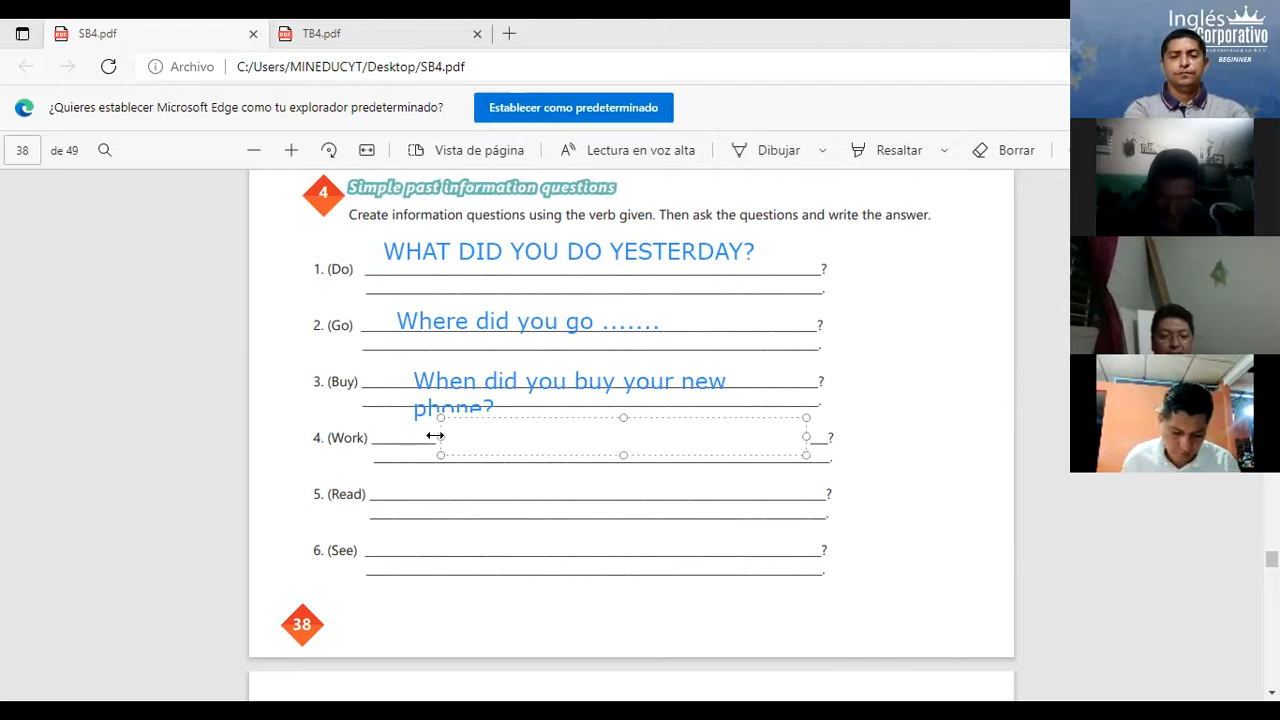 SB4.pdf
TB4.pdf
Archivo
C:/Users/MINEDUCYT/Desktop/SB4.pdf
¿Quieres establecer Microsoft Edge como tu explorador predeterminado?
Establecer como predeterminado
38 de 49
Vista de página
Lectura en voz alta
Dibujar
Resaltar
Borrar
Inglés
Corporativo
BEGINNER
4 Simple past information questions
Create information questions using the verb given. Then ask the questions and write the answer.
WHAT DID YOU DO YESTERDAY?
1. (Do) ?
.
Where did you go .......
2. (Go) ?
.
When did you buy your new
3. (Buy) ?
phone?
.
4. (Work) ?
.
5. (Read) ?
.
6. (See) ?
.
38